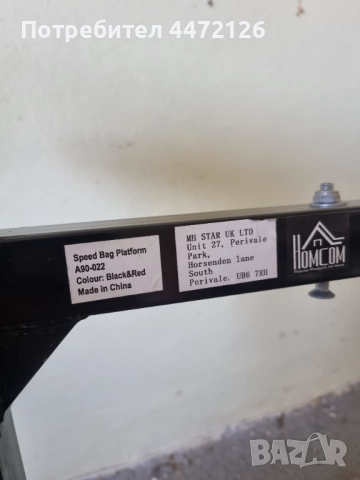 Потребител 4472126
Speed Bag Platform
A90-022
Colour: Black&Red
Made in China
MH STAR UK LTD
Unit 27, Perivale
Park,
Horsenden lane
South
Perivale. UB6 7RH
HOMCOM
BAZAR